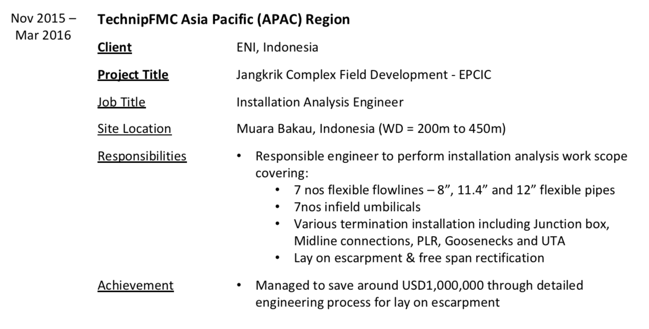 Nov 2015 –
Mar 2016
TechnipFMC Asia Pacific (APAC) Region
Client ENI, Indonesia
Project Title Jangkrik Complex Field Development - EPCIC
Job Title Installation Analysis Engineer
Site Location Muara Bakau, Indonesia (WD = 200m to 450m)
Responsibilities • Responsible engineer to perform installation analysis work scope
covering:
• 7 nos flexible flowlines – 8”, 11.4” and 12” flexible pipes
• 7nos infield umbilicals
• Various termination installation including Junction box,
Midline connections, PLR, Goosenecks and UTA
• Lay on escarpment & free span rectification
Achievement • Managed to save around USD1,000,000 through detailed
engineering process for lay on escarpment